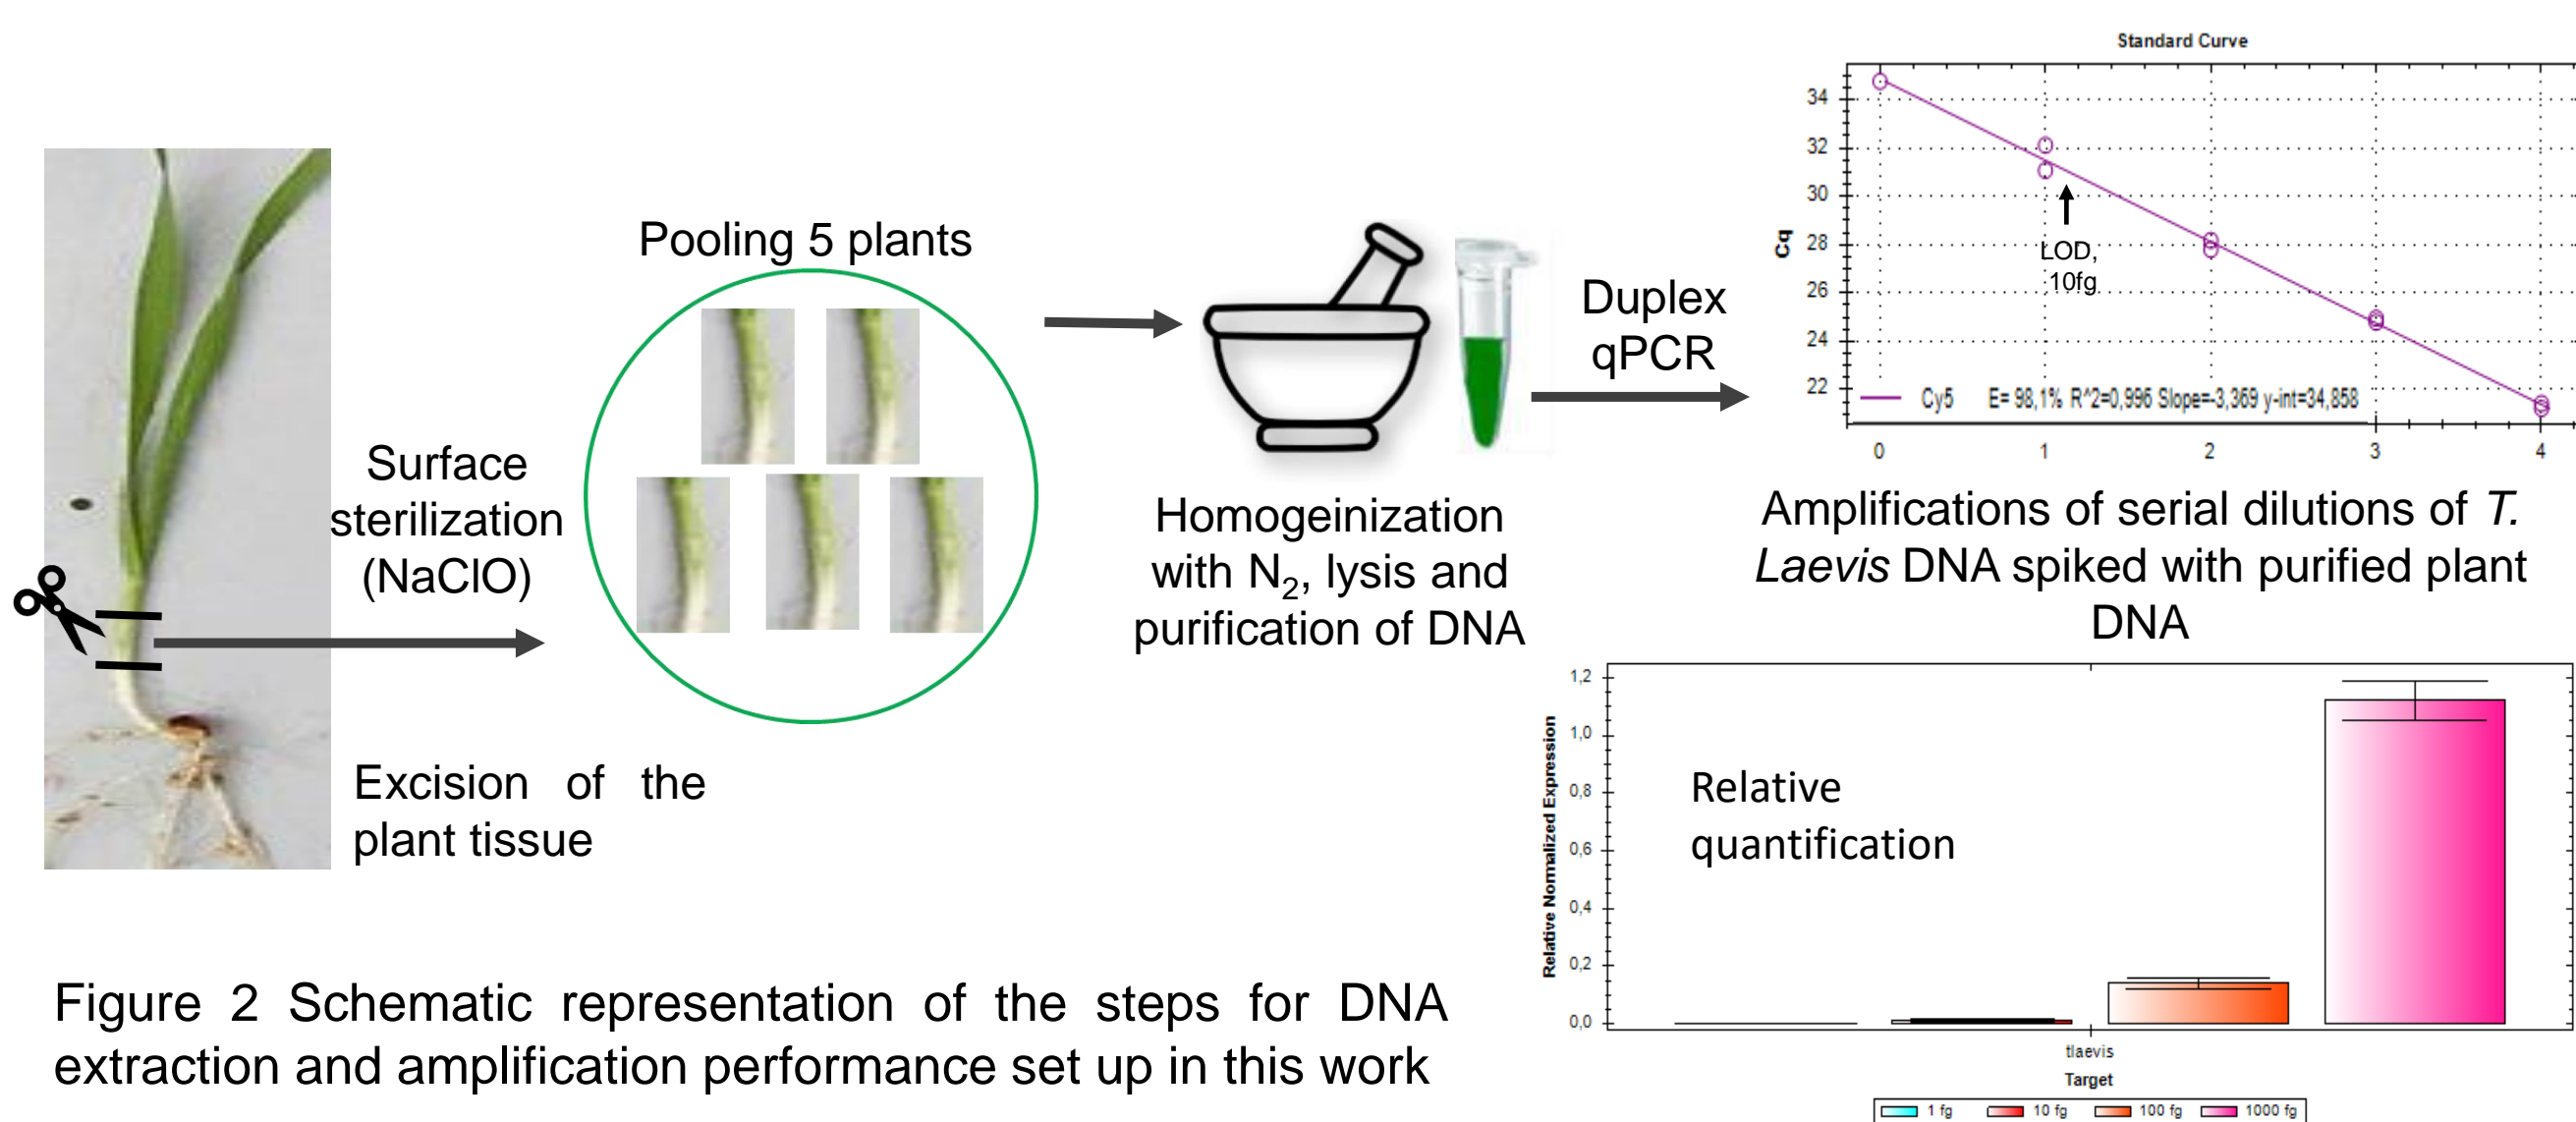 Surface
sterilization
(NaClO)
Excision of the
plant tissue
Pooling 5 plants
Homogeinization
with N₂, lysis and
purification of DNA
Duplex
qPCR
Standard Curve
Cq
34
32
30
28
26
24
22
LOD,
10fg
Cy5 E= 98,1% R^2=0,996 Slope=-3,369 y-int=34,858
0 1 2 3 4
Amplifications of serial dilutions of T.
Laevis DNA spiked with purified plant
DNA
Relative Normalized Expression
1,2
1,0
0,8
0,6
0,4
0,2
0,0
Relative
quantification
tlaevis
Target
1 fg 10 fg 100 fg 1000 fg
Figure 2 Schematic representation of the steps for DNA
extraction and amplification performance set up in this work